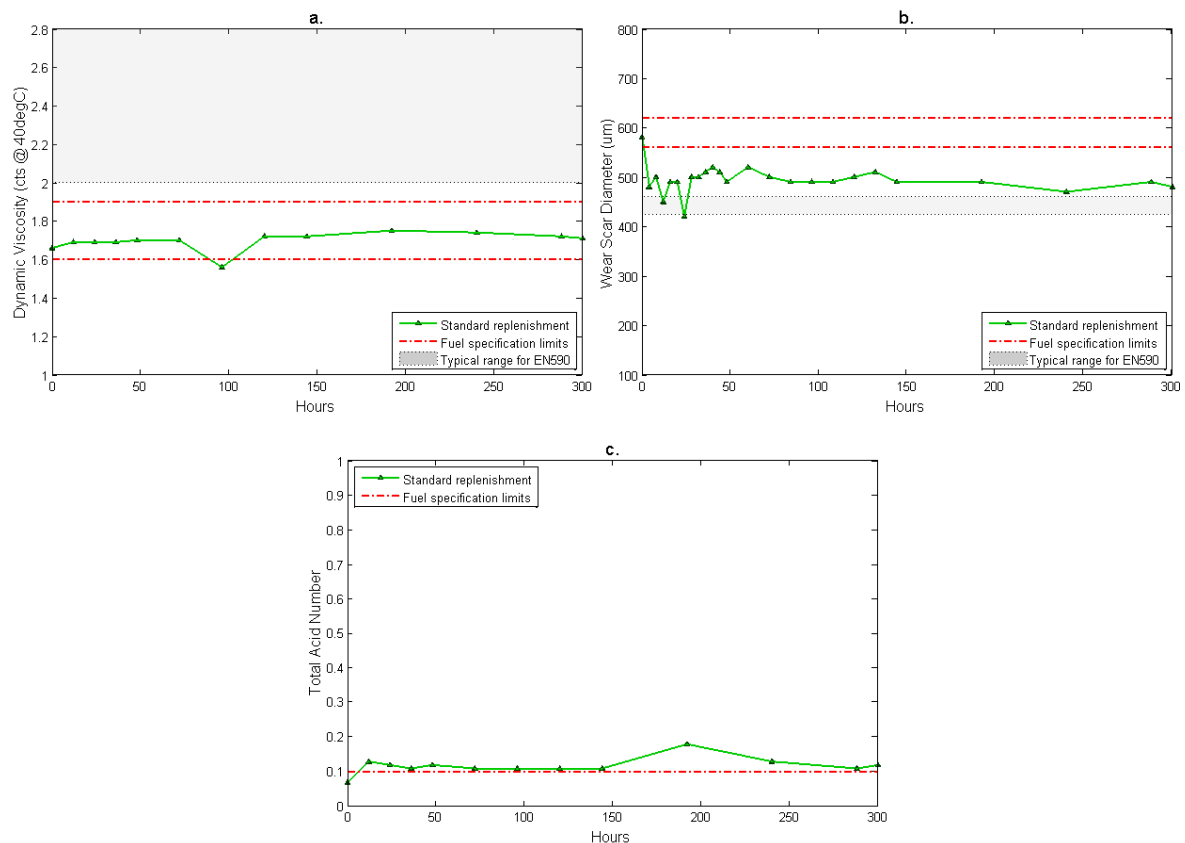 a.
2.8
2.6
2.4
2.2
2
1.8
1.6
1.4
1.2
1
Dynamic Viscosity (cts @ 40degC)
Standard replenishment
Fuel specification limits
Typical range for EN590
0 50 100 150 200 250 300
Hours
b.
800
700
600
500
400
300
200
100
Wear Scar Diameter (um)
Standard replenishment
Fuel specification limits
Typical range for EN590
0 50 100 150 200 250 300
Hours
c.
1
0.9
0.8
0.7
0.6
0.5
0.4
0.3
0.2
0.1
0
Total Acid Number
Standard replenishment
Fuel specification limits
0 50 100 150 200 250 300
Hours